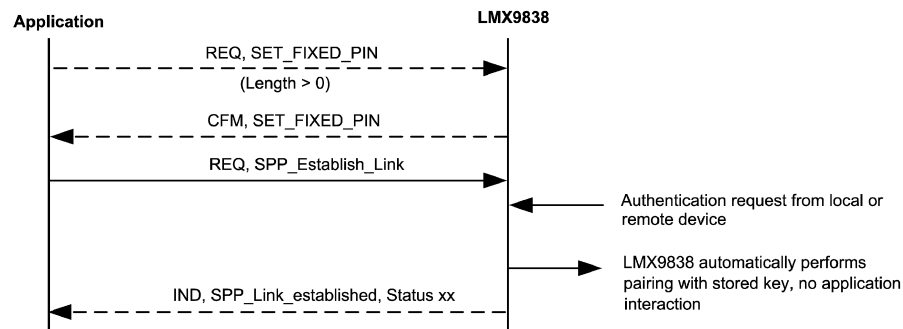 Application
LMX9838
REQ, SET_FIXED_PIN
(Length > 0)
CFM, SET_FIXED_PIN
REQ, SPP_Establish_Link
Authentication request from local or
remote device
LMX9838 automatically performs
pairing with stored key, no application
interaction
IND, SPP_Link_established, Status xx